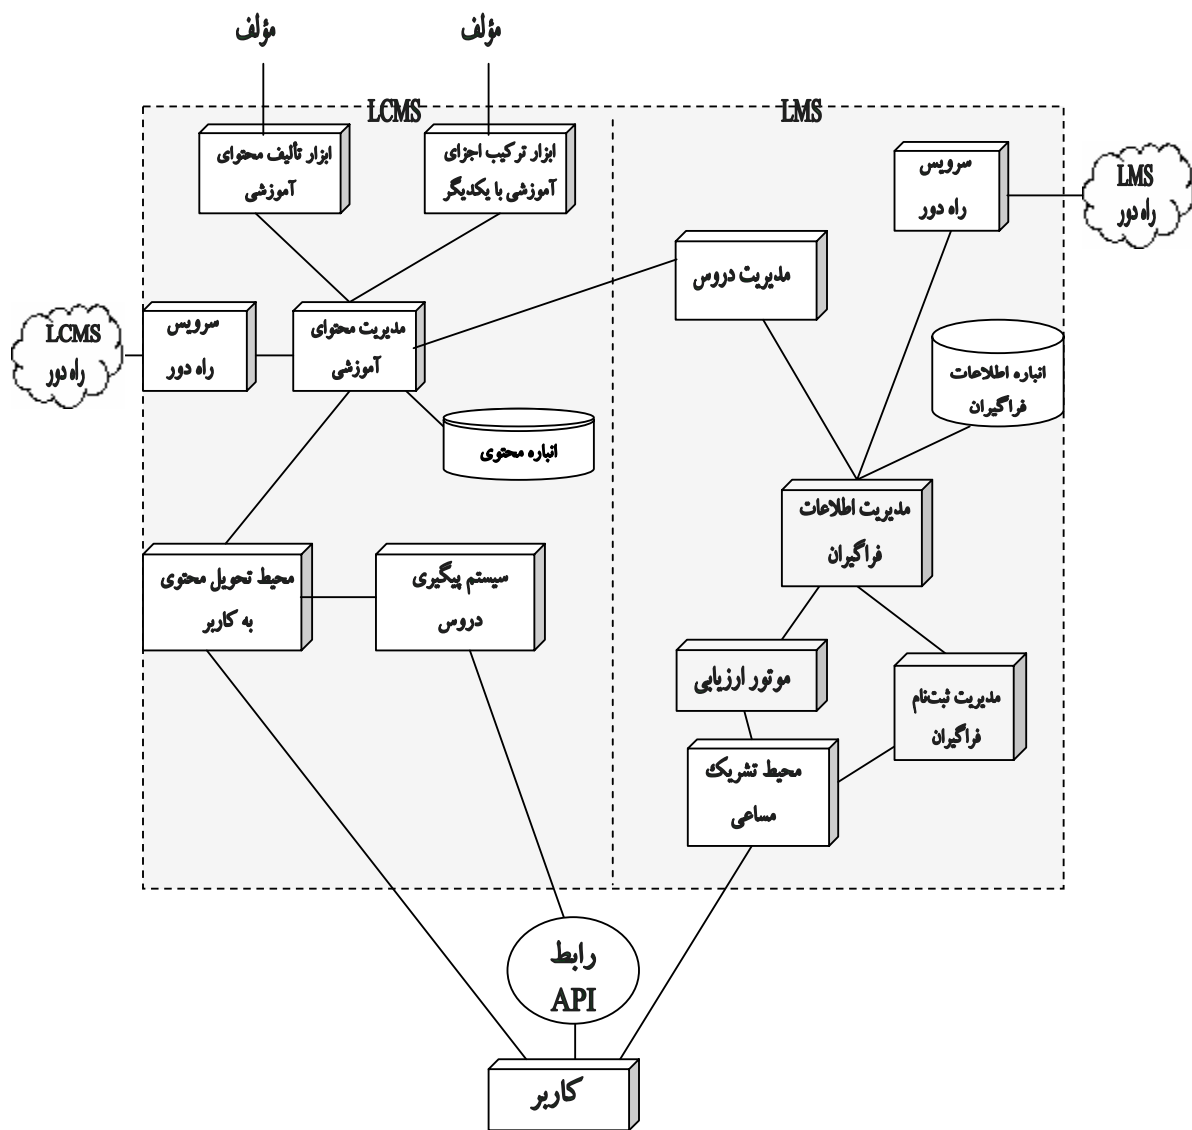 مؤلف
مؤلف
LCMS
LMS
ابزار تألیف محتوای
آموزشی
ابزار ترکیب اجزای
آموزشی با یکدیگر
سرویس
راه دور
LMS
راه دور
مدیریت دروس
LCMS
راه دور
سرویس
راه دور
مدیریت محتوای
آموزشی
انباره اطلاعات
فراگیران
انباره محتوی
مدیریت اطلاعات
فراگیران
محیط تحویل محتوی
به کاربر
سیستم پیگیری
دروس
موتور ارزیابی
مدیریت ثبت‌نام
فراگیران
محیط تشریک
مساعی
رابط
API
کاربر